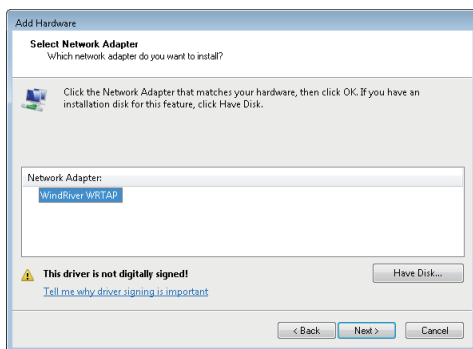 Add Hardware
Select Network Adapter
Which network adapter do you want to install?
Click the Network Adapter that matches your hardware, then click OK. If you have an
installation disk for this feature, click Have Disk.
Network Adapter:
WindRiver WRTAP
This driver is not digitally signed!
Have Disk...
Tell me why driver signing is important
< Back
Next >
Cancel